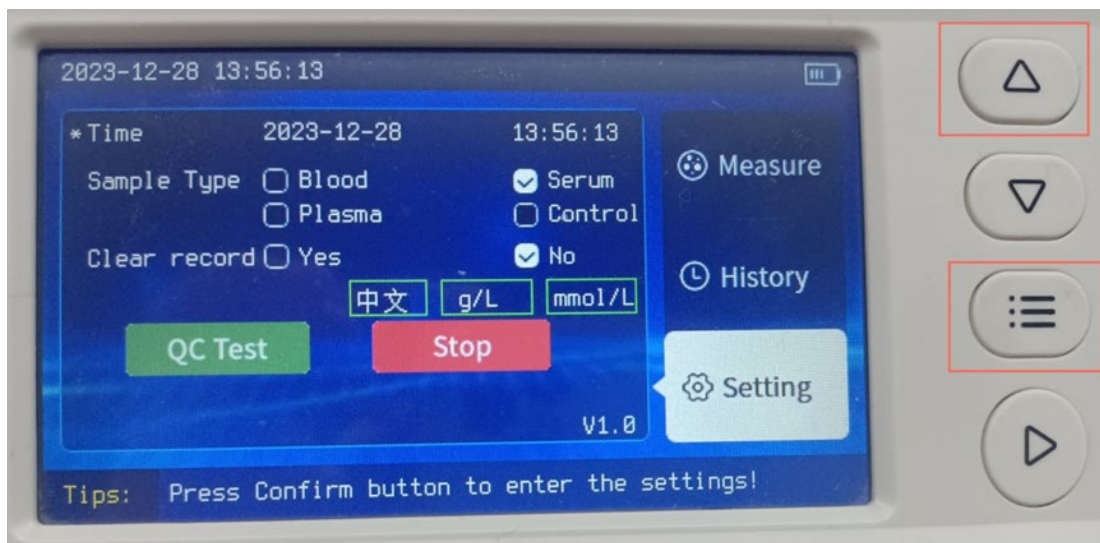 2023-12-28 13:56:13
*Time 2023-12-28 13:56:13
Sample Type Blood Serum
Plasma Control
Clear record Yes No
中文 g/L mmol/L
QC Test Stop
V1.0
Measure
History
Setting
Tips: Press Confirm button to enter the settings!